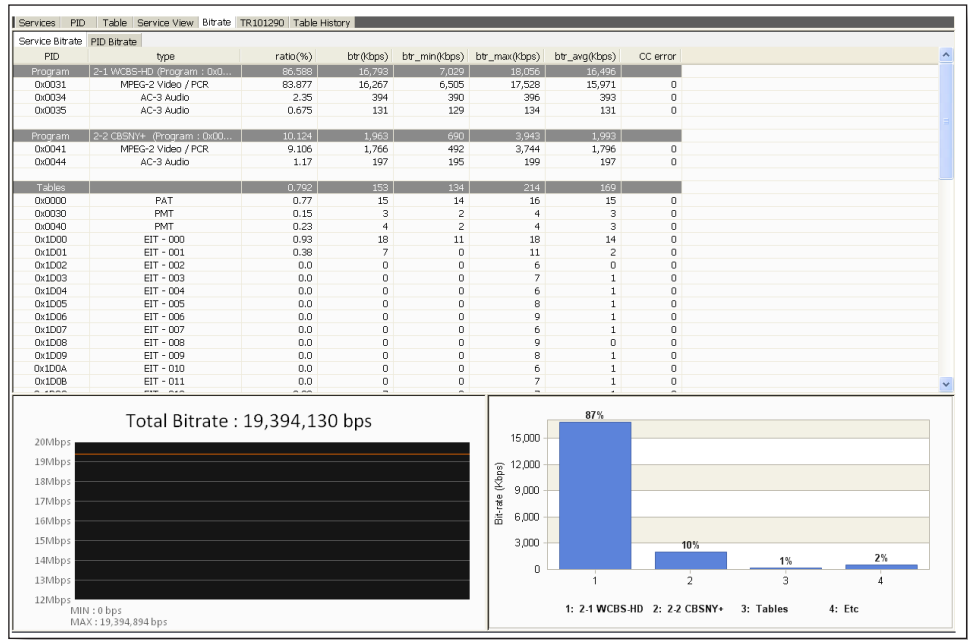 Services PID Table Service View Bitrate TR101290 Table History
Service Bitrate PID Bitrate
PID type ratio(%) btr(Kbps) btr_min(Kbps) btr_max(Kbps) btr_avg(Kbps) CC error
Program 2-1 WCBS-HD (Program : 0x0... 86.588 16,793 7,029 18,056 16,496
0x0031 MPEG-2 Video / PCR 83.877 16,267 6,505 17,528 15,971 0
0x0034 AC-3 Audio 2.35 394 390 396 393 0
0x0035 AC-3 Audio 0.675 131 129 134 131 0
Program 2-2 CBSNY+ (Program : 0x00... 10.124 1,963 690 3,943 1,993
0x0041 MPEG-2 Video / PCR 9.106 1,766 492 3,744 1,796 0
0x0044 AC-3 Audio 1.17 197 195 199 197 0
Tables 0.792 153 134 214 169
0x0000 PAT 0.77 15 14 16 15 0
0x0030 PMT 0.15 3 2 4 3 0
0x0040 PMT 0.23 4 2 4 3 0
0x1D00 EIT - 000 0.93 18 11 18 14 0
0x1D01 EIT - 001 0.38 7 0 11 2 0
0x1D02 EIT - 002 0.0 0 0 6 0 0
0x1D03 EIT - 003 0.0 0 0 7 1 0
0x1D04 EIT - 004 0.0 0 0 6 1 0
0x1D05 EIT - 005 0.0 0 0 8 1 0
0x1D06 EIT - 006 0.0 0 0 9 1 0
0x1D07 EIT - 007 0.0 0 0 6 1 0
0x1D08 EIT - 008 0.0 0 0 9 0 0
0x1D09 EIT - 009 0.0 0 0 8 1 0
0x1D0A EIT - 010 0.0 0 0 6 1 0
0x1D0B EIT - 011 0.0 0 0 7 1 0
Total Bitrate : 19,394,130 bps
20Mbps
19Mbps
18Mbps
17Mbps
16Mbps
15Mbps
14Mbps
13Mbps
12Mbps
MIN : 0 bps
MAX : 19,394,894 bps
Bit-rate (Kbps)
15,000
12,000
9,000
6,000
3,000
0
87%
10%
1%
2%
1 2 3 4
1: 2-1 WCBS-HD 2: 2-2 CBSNY+ 3: Tables 4: Etc